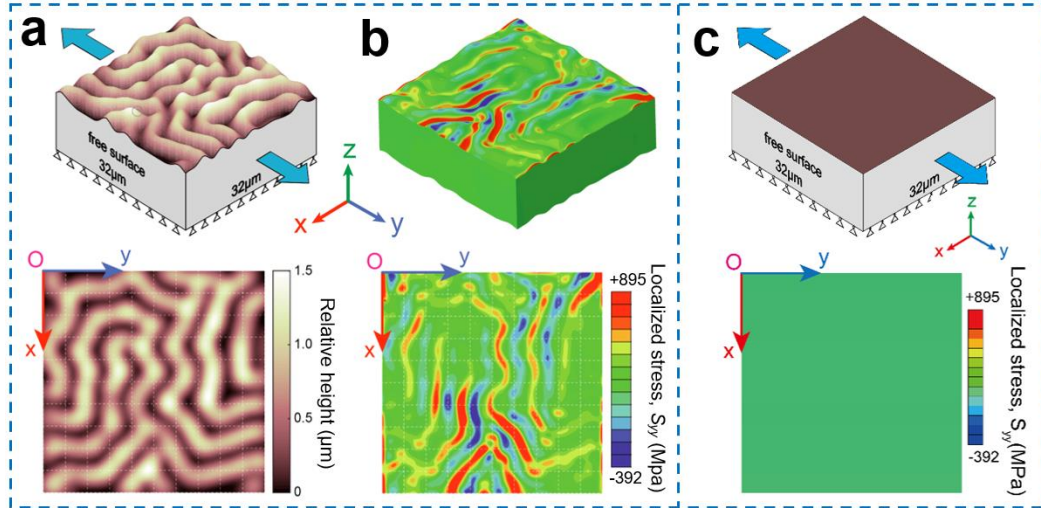 a
free surface
32μm
32μm
z
x
y
O
y
x
1.5
1.0
0.5
0
Relative height (μm)
b
O
y
x
+895
-392
Localized stress, Syy (Mpa)
c
free surface
32μm
32μm
z
x
y
O
y
x
+895
-392
Localized stress, Syy (MPa)